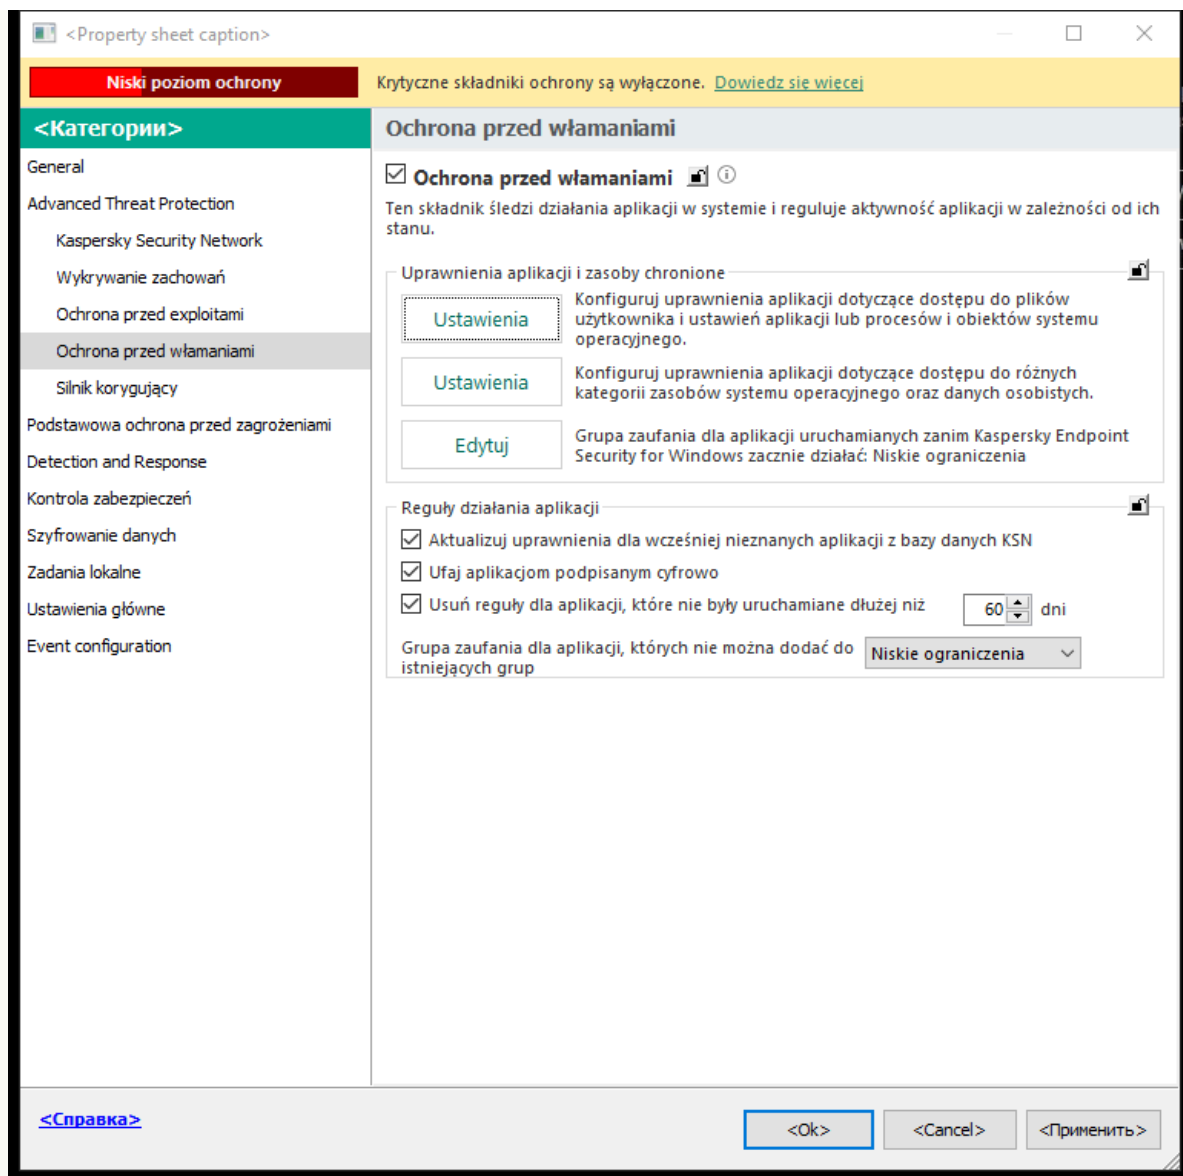 <Property sheet caption>
Niski poziom ochrony
Krytyczne składniki ochrony są wyłączone. Dowiedz się więcej
<Категории>
General
Advanced Threat Protection
Kaspersky Security Network
Wykrywanie zachowań
Ochrona przed exploitami
Ochrona przed włamaniami
Silnik korygujący
Podstawowa ochrona przed zagrożeniami
Detection and Response
Kontrola zabezpieczeń
Szyfrowanie danych
Zadania lokalne
Ustawienia główne
Event configuration
Ochrona przed włamaniami
Ochrona przed włamaniami
Ten składnik śledzi działania aplikacji w systemie i reguluje aktywność aplikacji w zależności od ich
stanu.
Uprawnienia aplikacji i zasoby chronione
Ustawienia
Konfiguruj uprawnienia aplikacji dotyczące dostępu do plików
użytkownika i ustawień aplikacji lub procesów i obiektów systemu
operacyjnego.
Ustawienia
Konfiguruj uprawnienia aplikacji dotyczące dostępu do różnych
kategorii zasobów systemu operacyjnego oraz danych osobistych.
Edytuj
Grupa zaufania dla aplikacji uruchamianych zanim Kaspersky Endpoint
Security for Windows zacznie działać: Niskie ograniczenia
Reguły działania aplikacji
Aktualizuj uprawnienia dla wcześniej nieznanych aplikacji z bazy danych KSN
Ufaj aplikacjom podpisanym cyfrowo
Usuń reguły dla aplikacji, które nie były uruchamiane dłużej niż 60 dni
Grupa zaufania dla aplikacji, których nie można dodać do
istniejących grup
Niskie ograniczenia
<Справка>
<Ok>
<Cancel>
<Применить>